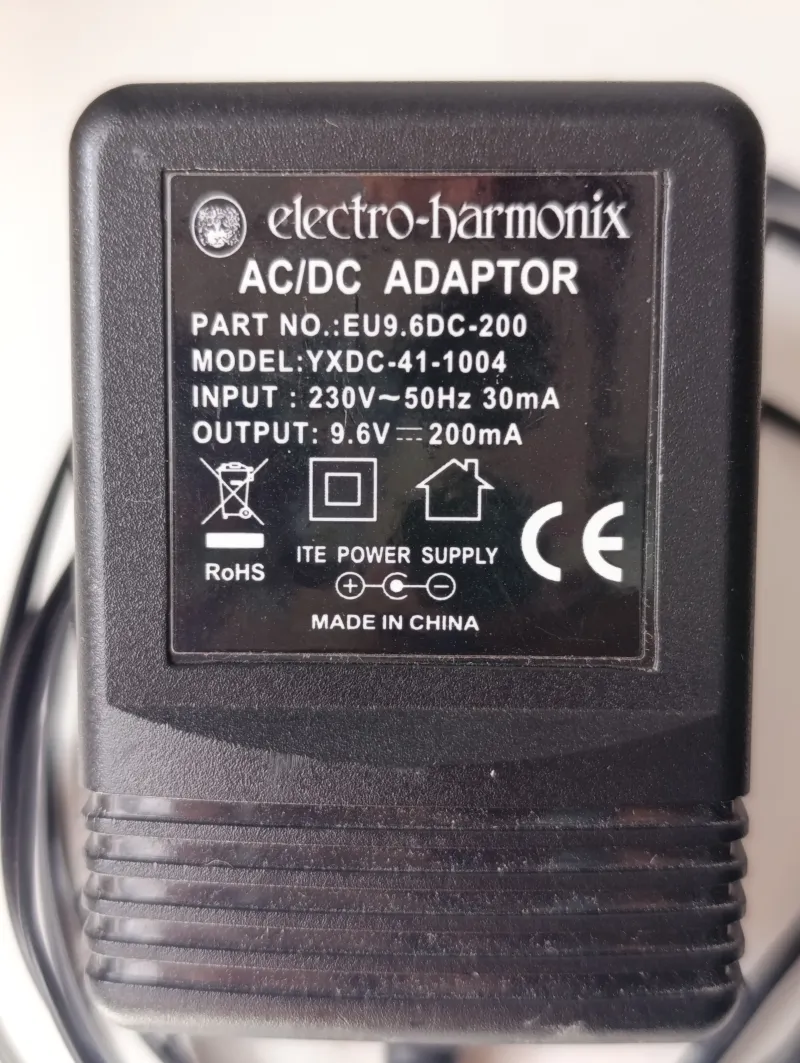 electro-harmonix
AC/DC ADAPTOR
PART NO.:EU9.6DC-200
MODEL:YXDC-41-1004
INPUT : 230V~50Hz 30mA
OUTPUT: 9.6V⎓200mA
RoHS
ITE POWER SUPPLY
CE
MADE IN CHINA